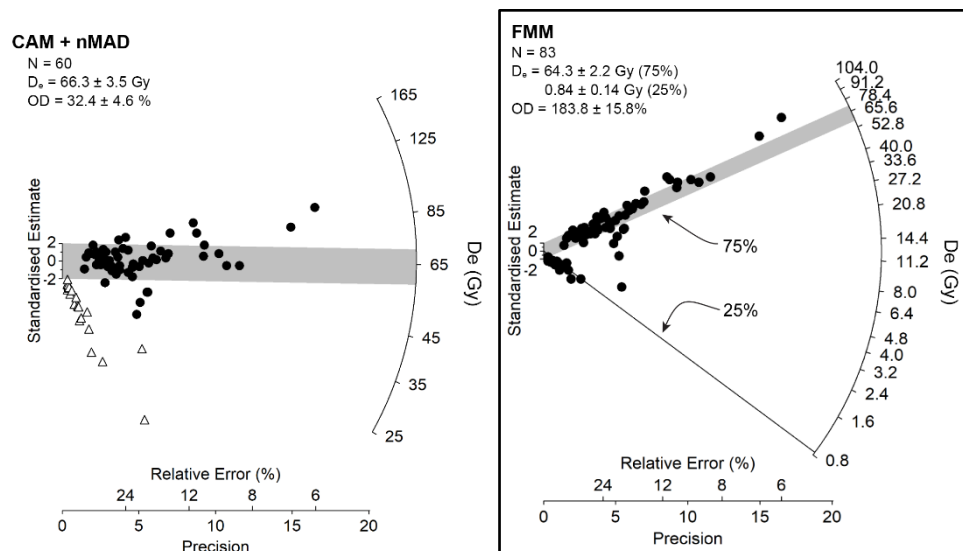 CAM + nMAD
N = 60
Dₑ = 66.3 ± 3.5 Gy
OD = 32.4 ± 4.6 %
165
125
85
65
45
35
25
De (Gy)
Standardised Estimate
2
0
-2
Relative Error (%)
24 12 8 6
0 5 10 15 20
Precision
FMM
N = 83
Dₑ = 64.3 ± 2.2 Gy (75%)
0.84 ± 0.14 Gy (25%)
OD = 183.8 ± 15.8%
104.0
91.2
78.4
65.6
52.8
40.0
33.6
27.2
20.8
14.4
11.2
8.0
6.4
4.8
4.0
3.2
2.4
1.6
0.8
De (Gy)
Standardised Estimate
2
0
-2
75%
25%
Relative Error (%)
24 12 8 6
0 5 10 15 20
Precision